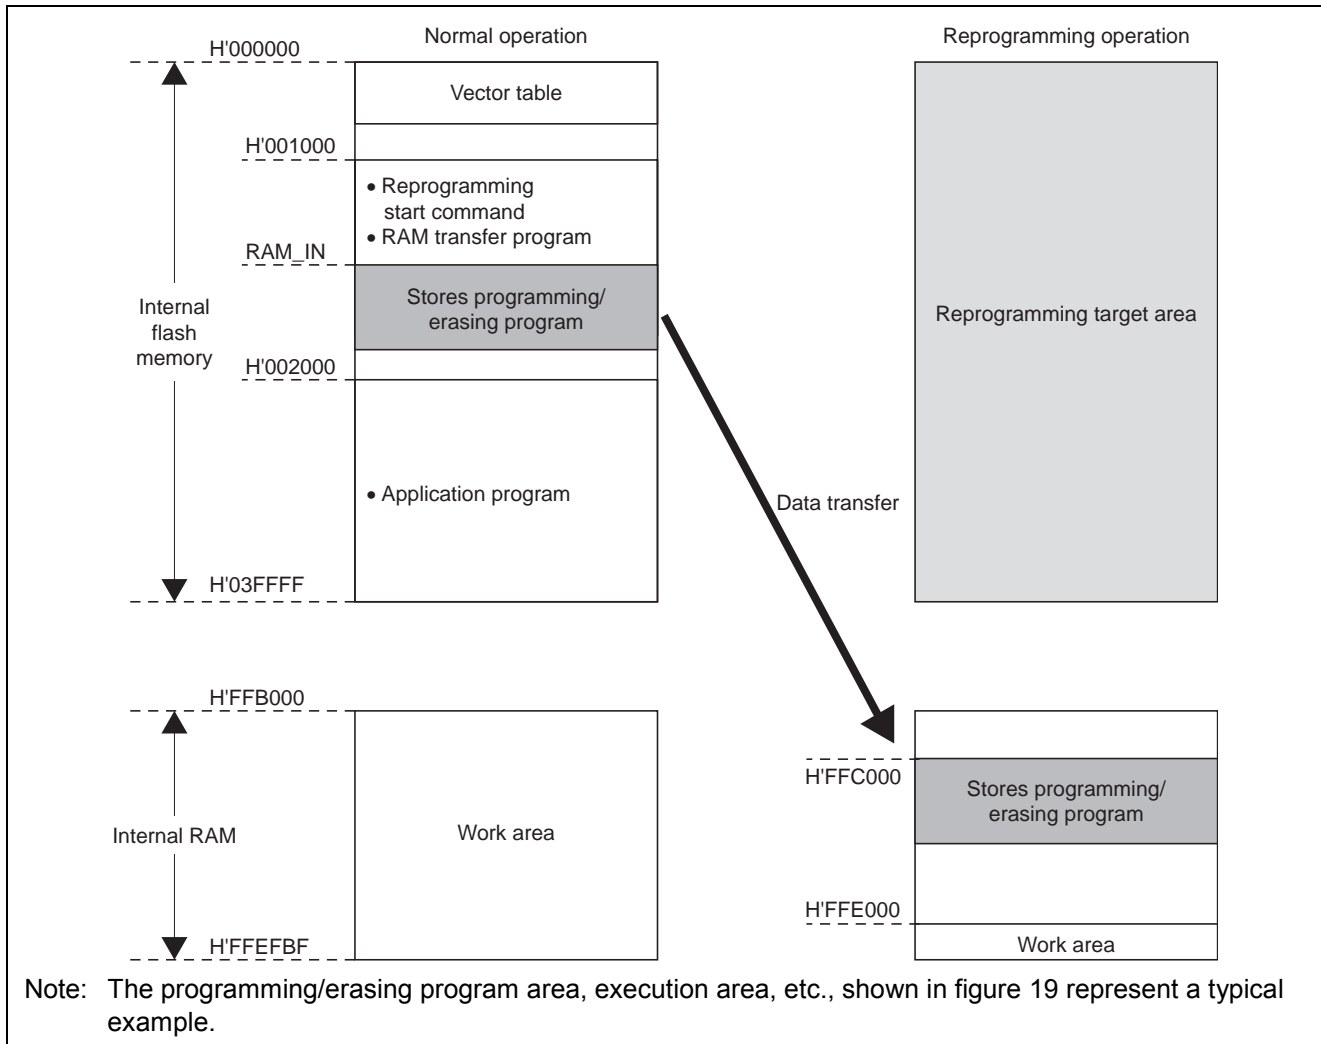 Normal operation
Reprogramming operation
H'000000
Vector table
H'001000
• Reprogramming
start command
• RAM transfer program
RAM_IN
Stores programming/
erasing program
Internal
flash
memory
H'002000
Reprogramming target area
• Application program
Data transfer
H'03FFFF
H'FFB000
H'FFC000
Stores programming/
erasing program
Internal RAM
Work area
H'FFE000
H'FFEFBF
Work area
Note: The programming/erasing program area, execution area, etc., shown in figure 19 represent a typical
example.